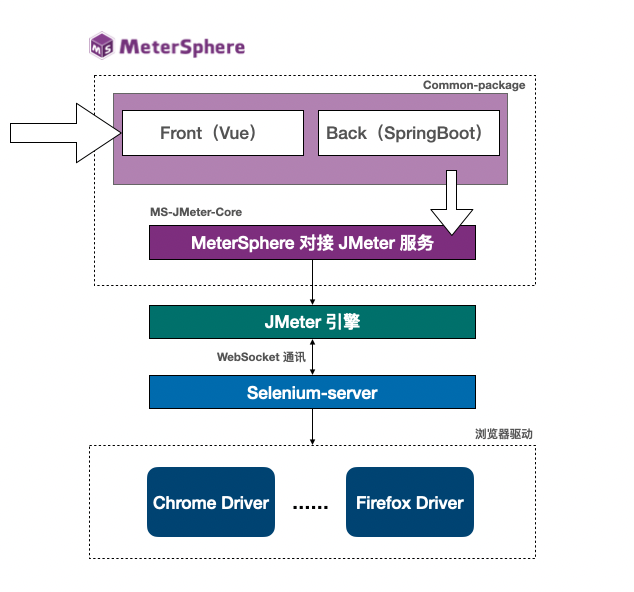 MeterSphere
Common-package
Front（Vue）
Back（SpringBoot）
MS-JMeter-Core
MeterSphere 对接 JMeter 服务
JMeter 引擎
WebSocket 通讯
Selenium-server
浏览器驱动
Chrome Driver
......
Firefox Driver